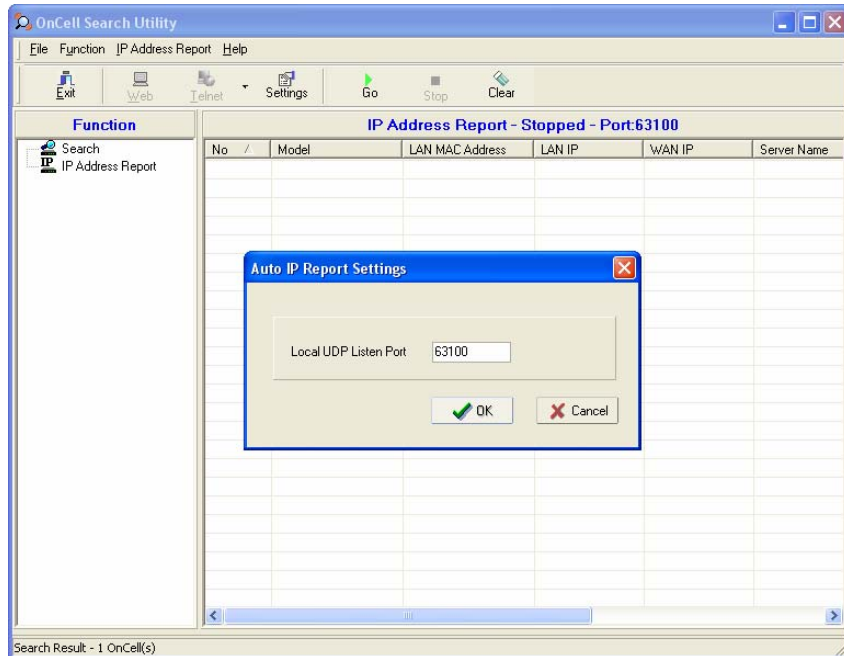 OnCell Search Utility
File Function IP Address Report Help
Exit Web Telnet Settings Go Stop Clear
Function
IP Address Report - Stopped - Port:63100
Search
IP IP Address Report
No Model LAN MAC Address LAN IP WAN IP Server Name
Auto IP Report Settings
Local UDP Listen Port 63100
OK Cancel
Search Result - 1 OnCell(s)